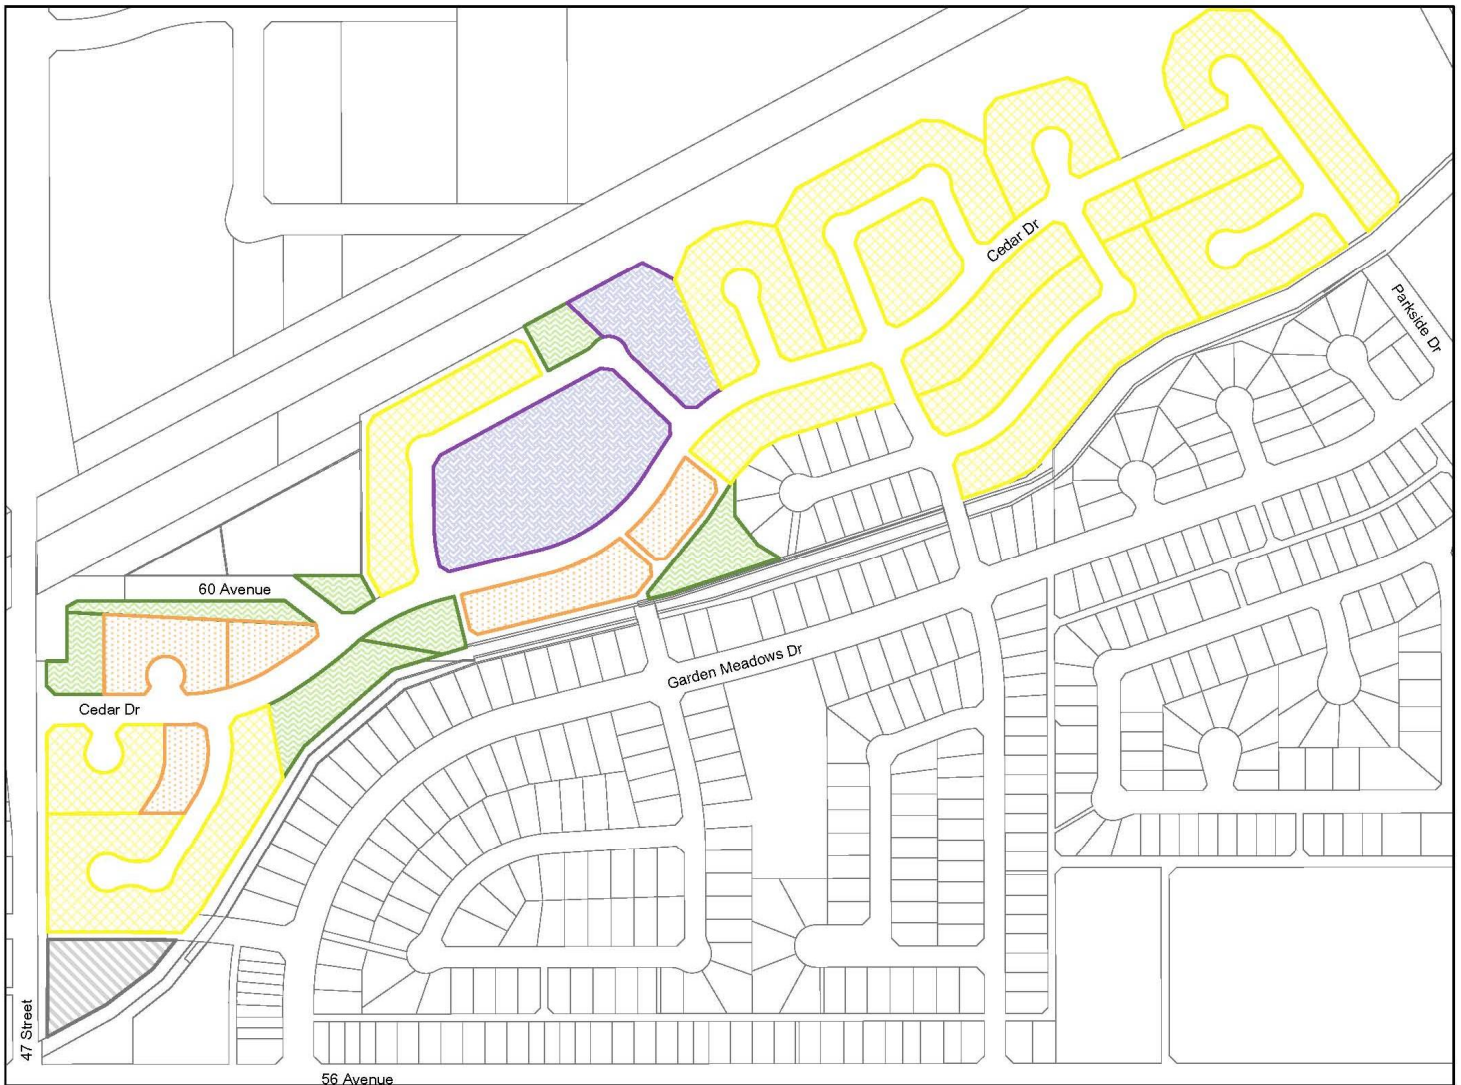 Cedar Dr
Parkside Dr
60 Avenue
Garden Meadows Dr
Cedar Dr
47 Street
56 Avenue